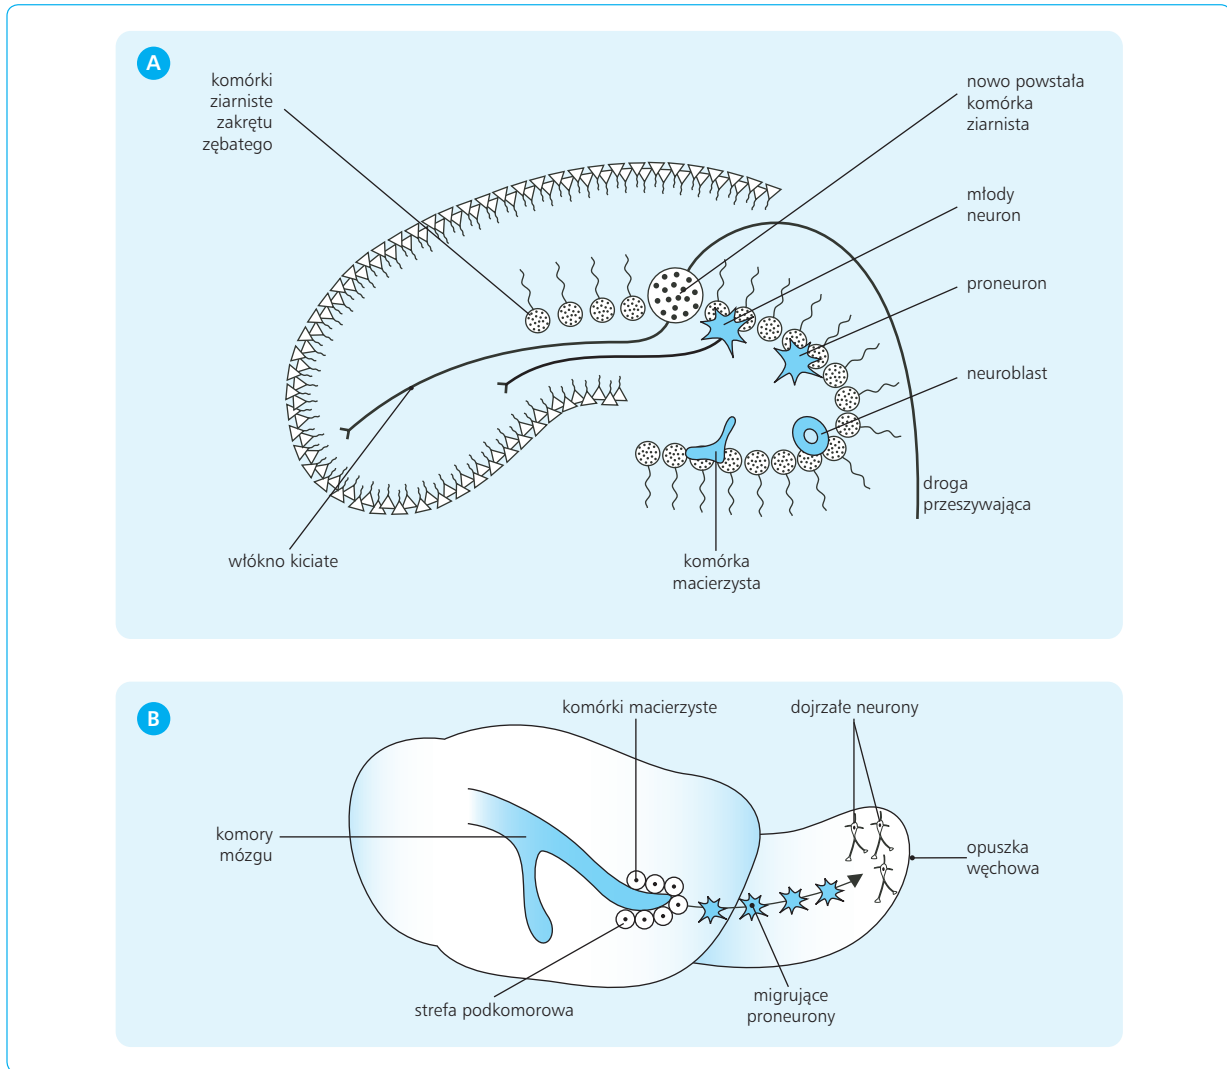 A
komórki
ziarniste
zakrętu
zębatego
nowo powstała
komórka
ziarnista
młody
neuron
proneuron
neuroblast
droga
przeszywająca
włókno kiciate
komórka
macierzysta
B
komórki macierzyste
dojrzałe neurony
komory
mózgu
opuszka
węchowa
strefa podkomorowa
migrujące
proneurony